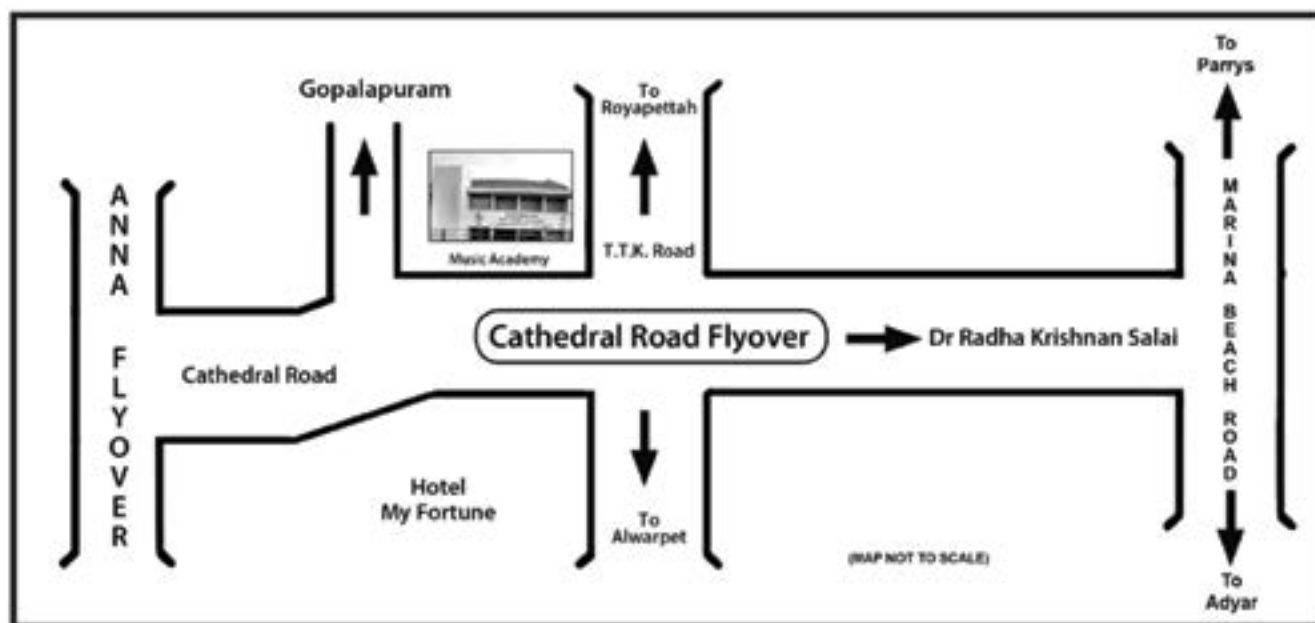 To
Parrys
Gopalapuram
To
Royapettah
ANNA FLYOVER
MARINA BEACH ROAD
Music Academy
T.T.K. Road
Cathedral Road Flyover
Dr Radha Krishnan Salai
Cathedral Road
Hotel
My Fortune
To
Alwarpet
(MAP NOT TO SCALE)
To
Adyar